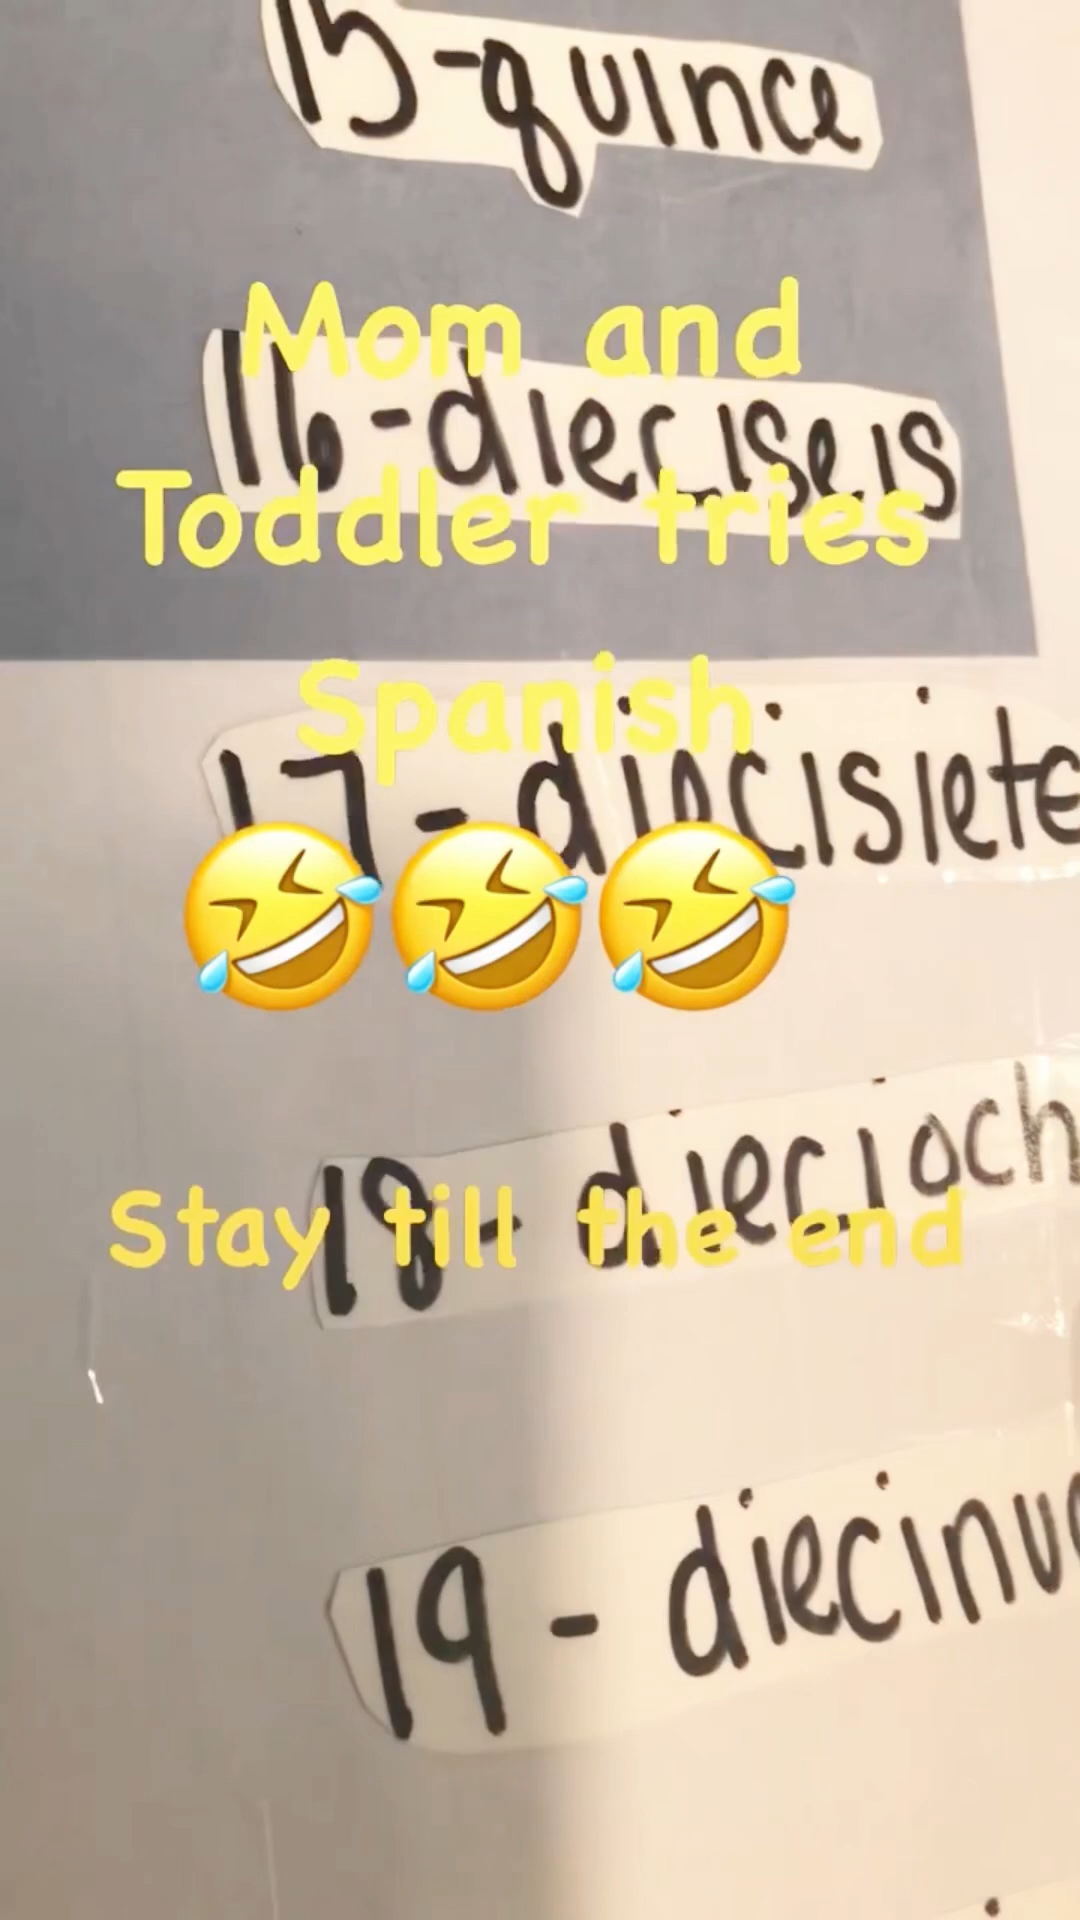 15-quince
Mom and
16-dieciseis
Toddler tries
Spanish
17-diecisiete
🤣🤣🤣
18-diecioch
Stay till the end
19-diecinu